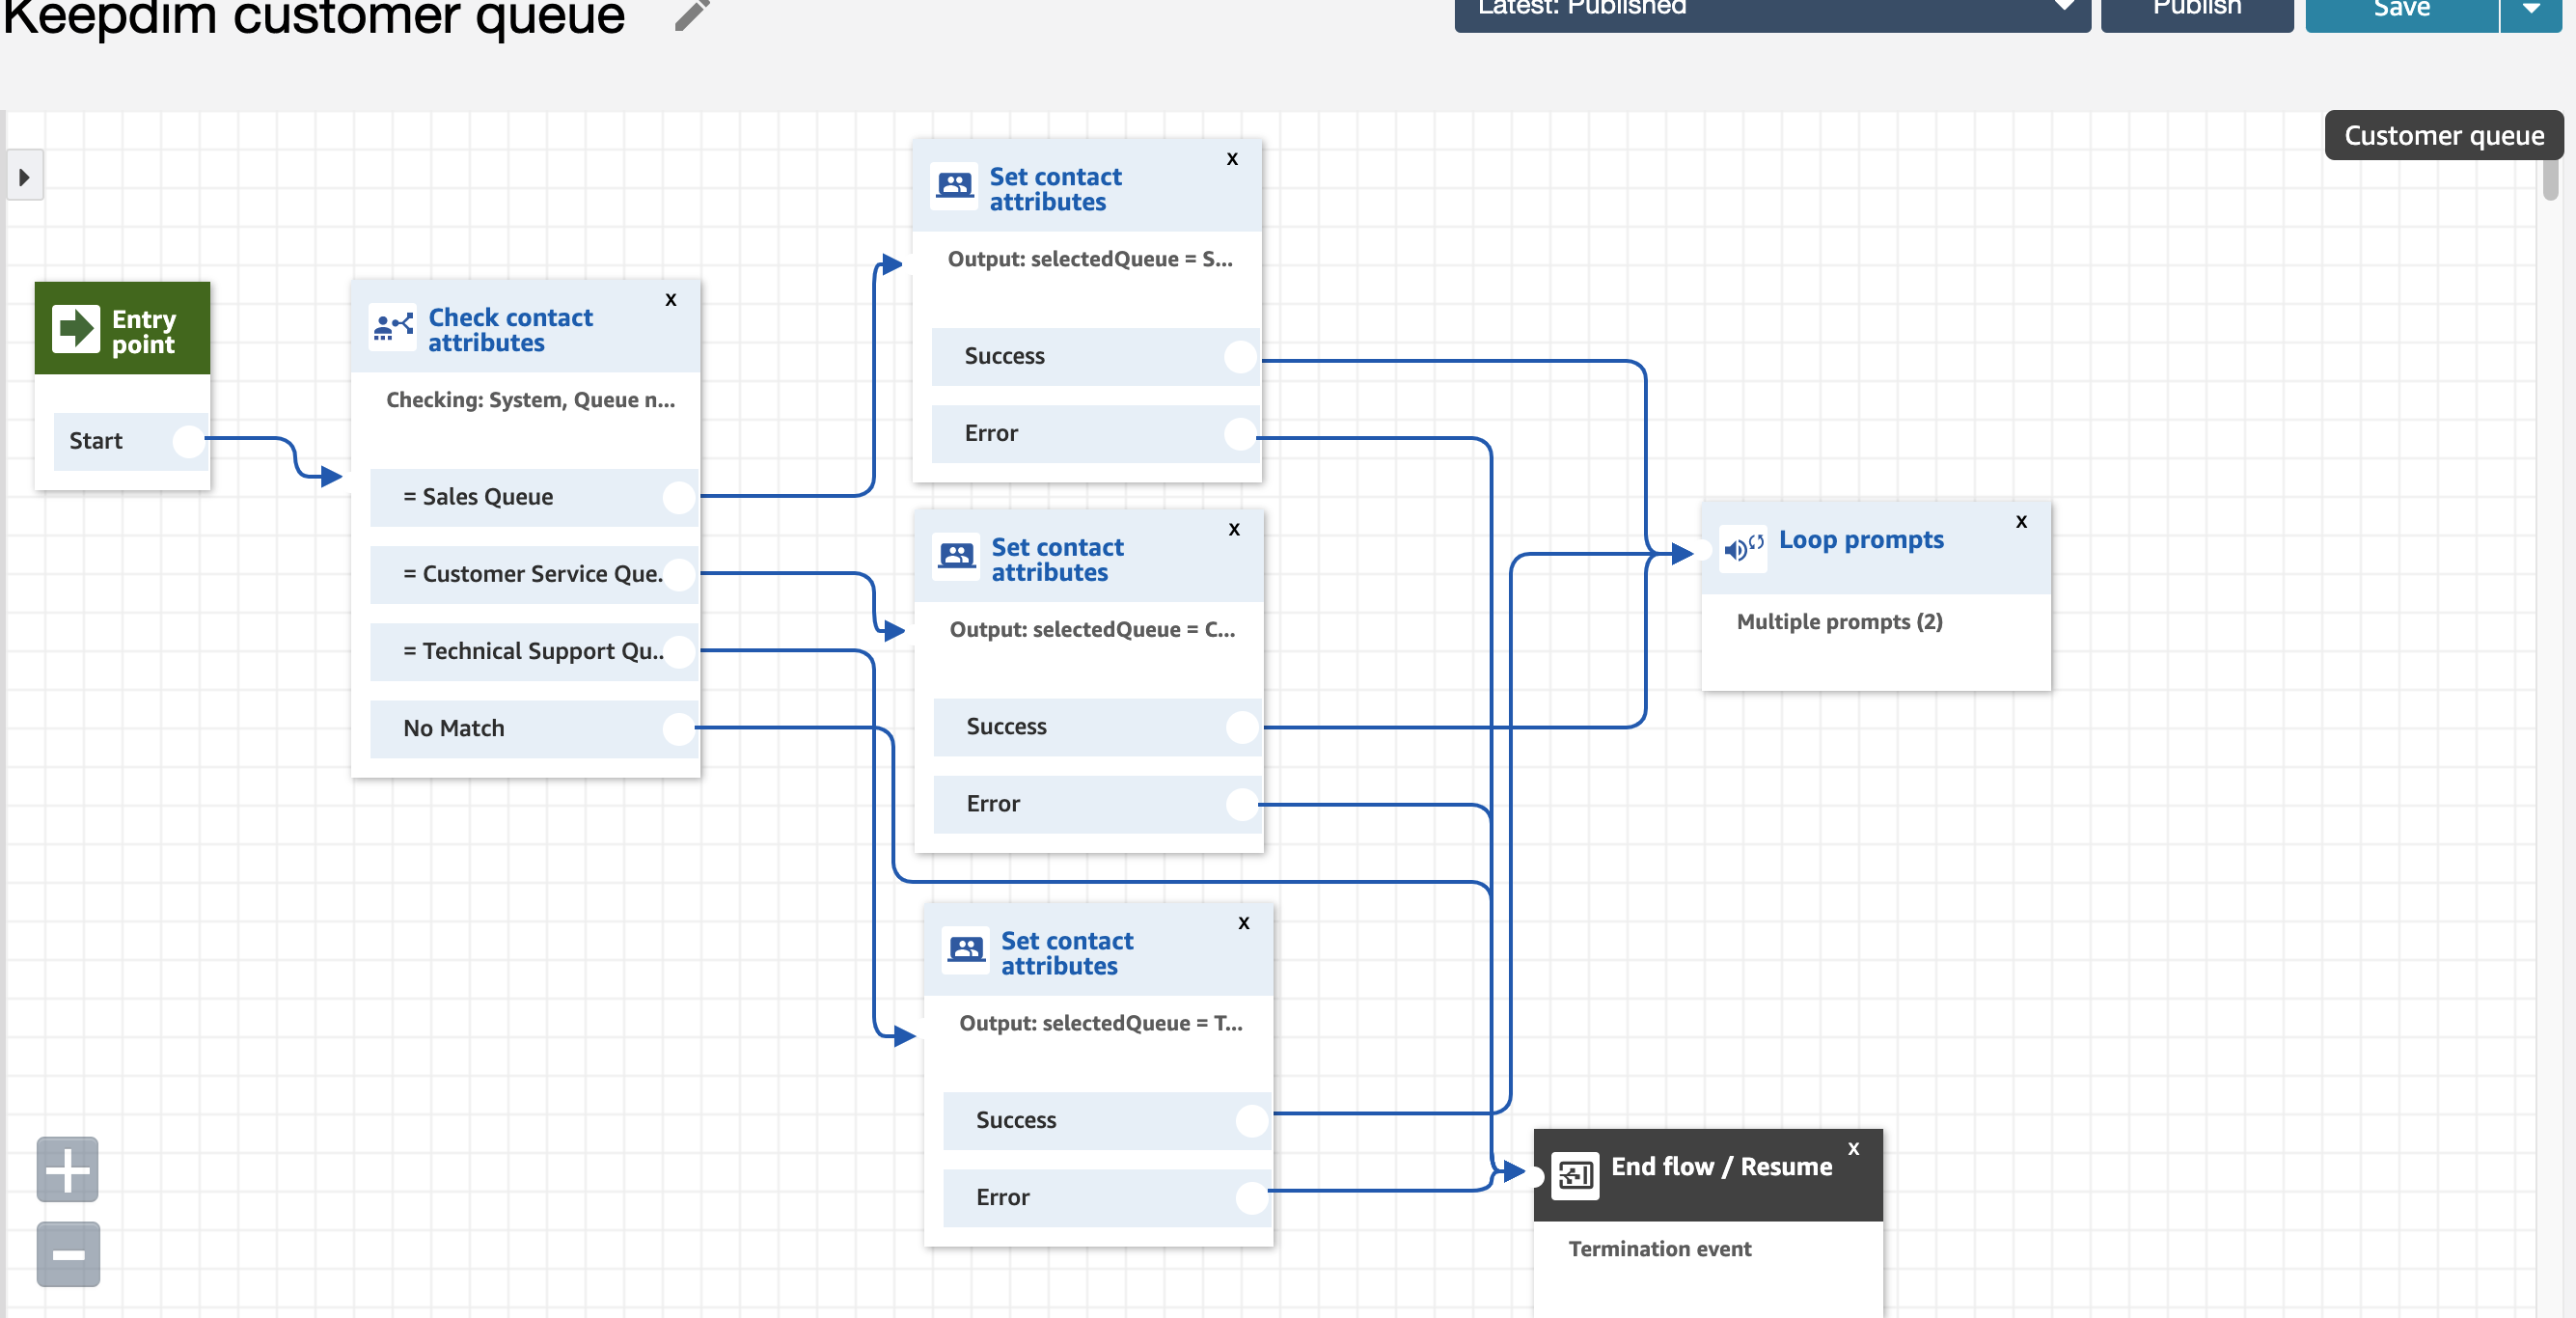 Keepdim customer queue
Latest: Published
Publish
Save
Customer queue
Entry
point
Start
Check contact
attributes
x
Checking: System, Queue n...
= Sales Queue
= Customer Service Que.
= Technical Support Qu..
No Match
Set contact
attributes
x
Output: selectedQueue = S...
Success
Error
Set contact
attributes
x
Output: selectedQueue = C...
Success
Error
Set contact
attributes
x
Output: selectedQueue = T...
Success
Error
Loop prompts
x
Multiple prompts (2)
End flow / Resume
x
Termination event